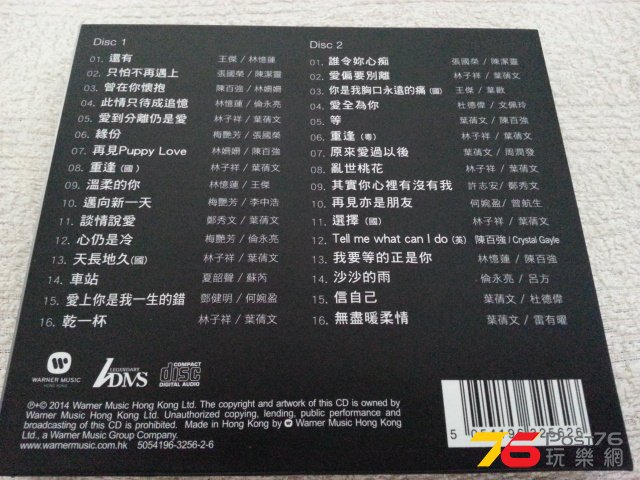 Disc 1
01. 還有 王傑 / 林憶蓮
02. 只怕不再遇上 張國榮 / 陳潔靈
03. 曾在你懷抱 陳百強 / 林姍姍
04. 此情只待成追憶 林憶蓮 / 倫永亮
05. 愛到分離仍是愛 林子祥 / 葉蒨文
06. 緣份 梅艷芳 / 張國榮
07. 再見Puppy Love 林姍姍 / 陳百強
08. 重逢 (國) 林子祥 / 葉蒨文
09. 溫柔的你 林憶蓮 / 王傑
10. 邁向新一天 梅艷芳 / 李中浩
11. 談情說愛 鄭秀文 / 葉蒨文
12. 心仍是冷 梅艷芳 / 倫永亮
13. 天長地久(國) 林子祥 / 葉蒨文
14. 車站 夏韶聲 / 蘇芮
15. 愛上你是我一生的錯 鄭健明 / 何婉盈
16. 乾一杯 林子祥 / 葉蒨文
Disc 2
01. 誰令妳心痴 張國榮 / 陳潔靈
02. 愛偏要別離 林子祥 / 葉蒨文
03. 你是我胸口永遠的痛 (國) 王傑 / 葉歡
04. 愛全為你 杜德偉 / 文佩玲
05. 等 葉蒨文 / 陳百強
06. 重逢 (粵) 林子祥 / 葉蒨文
07. 原來愛過以後 葉蒨文 / 周潤發
08. 亂世桃花 林子祥 / 葉蒨文
09. 其實你心裡有沒有我 許志安 / 鄭秀文
10. 再見亦是朋友 何婉盈 / 曾航生
11. 選擇 (國) 林子祥 / 葉蒨文
12. Tell me what can I do (英) 陳百強 / Crystal Gayle
13. 我要等的正是你 林憶蓮 / 陳百強
14. 沙沙的雨 倫永亮 / 呂方
15. 信自己 葉蒨文 / 杜德偉
16. 無盡暖柔情 葉蒨文 / 雷有曜
WARNER MUSIC
HONG KONG
LEGENDARY
DMS
COMPACT
disc
DIGITAL AUDIO
℗+© 2014 Warner Music Hong Kong Ltd. The copyright and artwork of this CD is owned by
Warner Music Hong Kong Ltd. Unauthorized copying, lending, public performance and
broadcasting of this CD is prohibited. Made in Hong Kong by Warner Music Hong Kong
Ltd., a Warner Music Group Company.
www.warnermusic.com.hk 5054196-3256-2-6
5 054196 325626
76 Post76
玩樂網